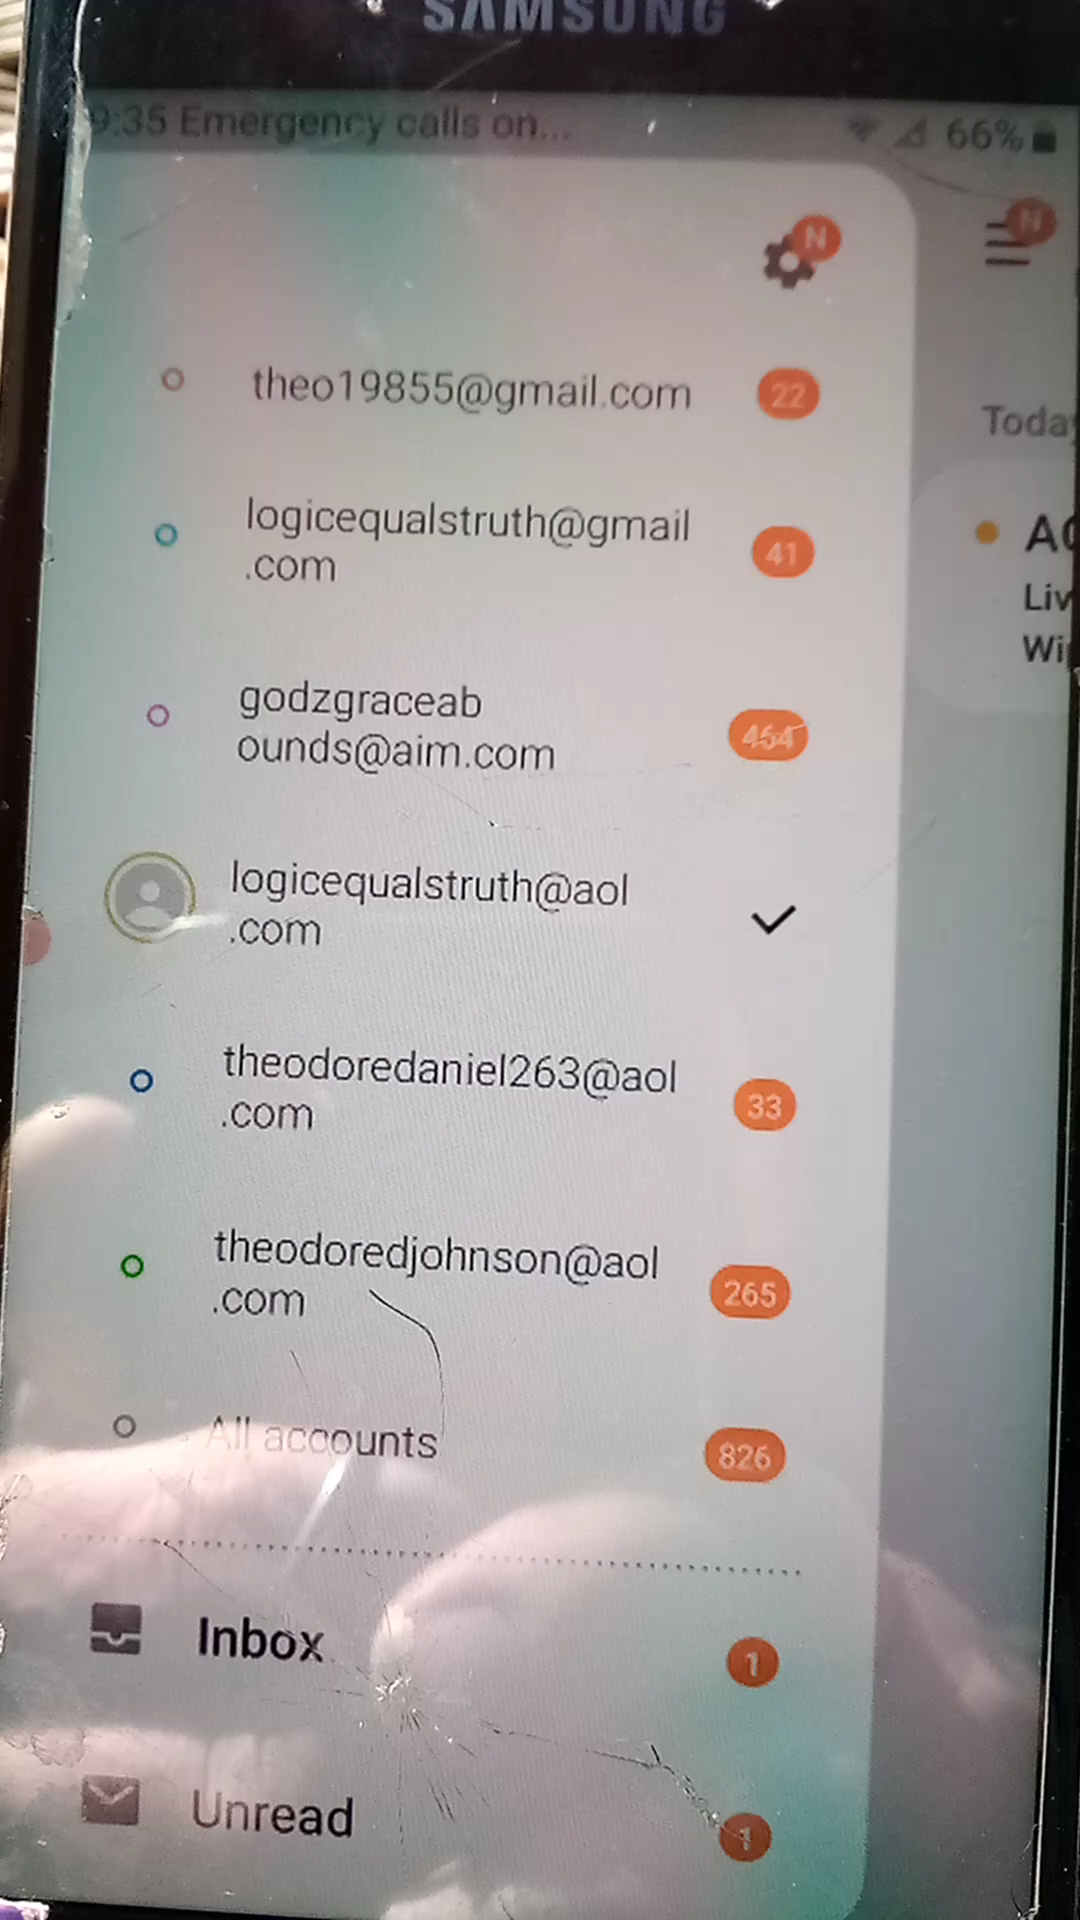 SAMSUNG
9:35 Emergency calls on... 66%
N N
theo19855@gmail.com 22
Today
logicequalstruth@gmail
.com 41
Liv
godzgraceab
ounds@aim.com 454
logicequalstruth@aol
.com
theodoredaniel263@aol
.com 33
theodoredjohnson@aol
.com 265
All accounts 826
Inbox 1
Unread 1